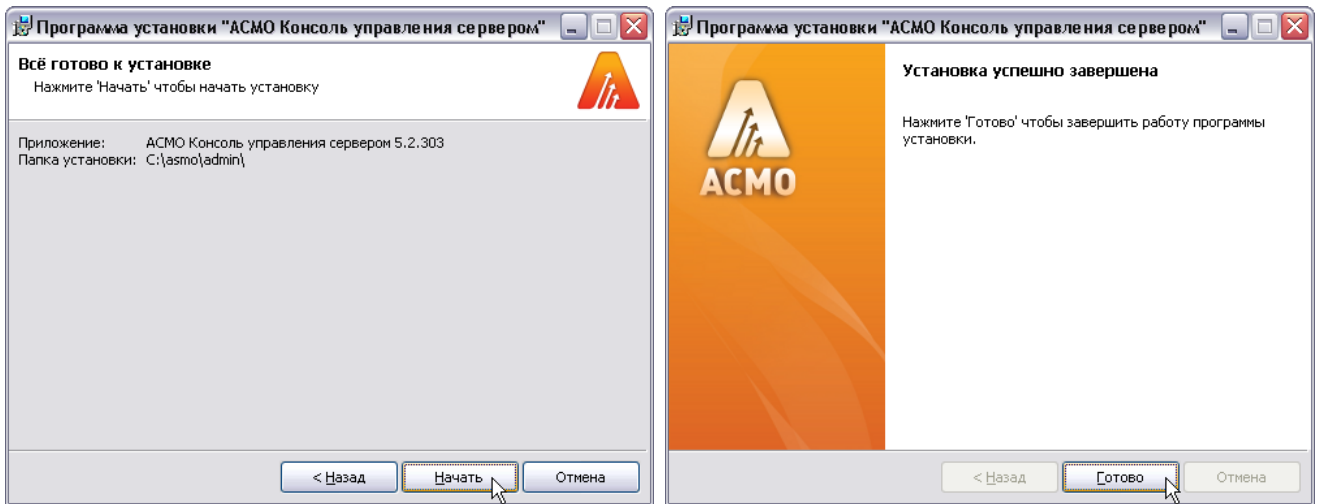 Программа установки "АСМО Консоль управления сервером"
Всё готово к установке
Нажмите 'Начать' чтобы начать установку
Приложение: АСМО Консоль управления сервером 5.2.303
Папка установки: C:\asmo\admin\
< Назад
Начать
Отмена
Программа установки "АСМО Консоль управления сервером"
АСМО
Установка успешно завершена
Нажмите 'Готово' чтобы завершить работу программы
установки.
< Назад
Готово
Отмена